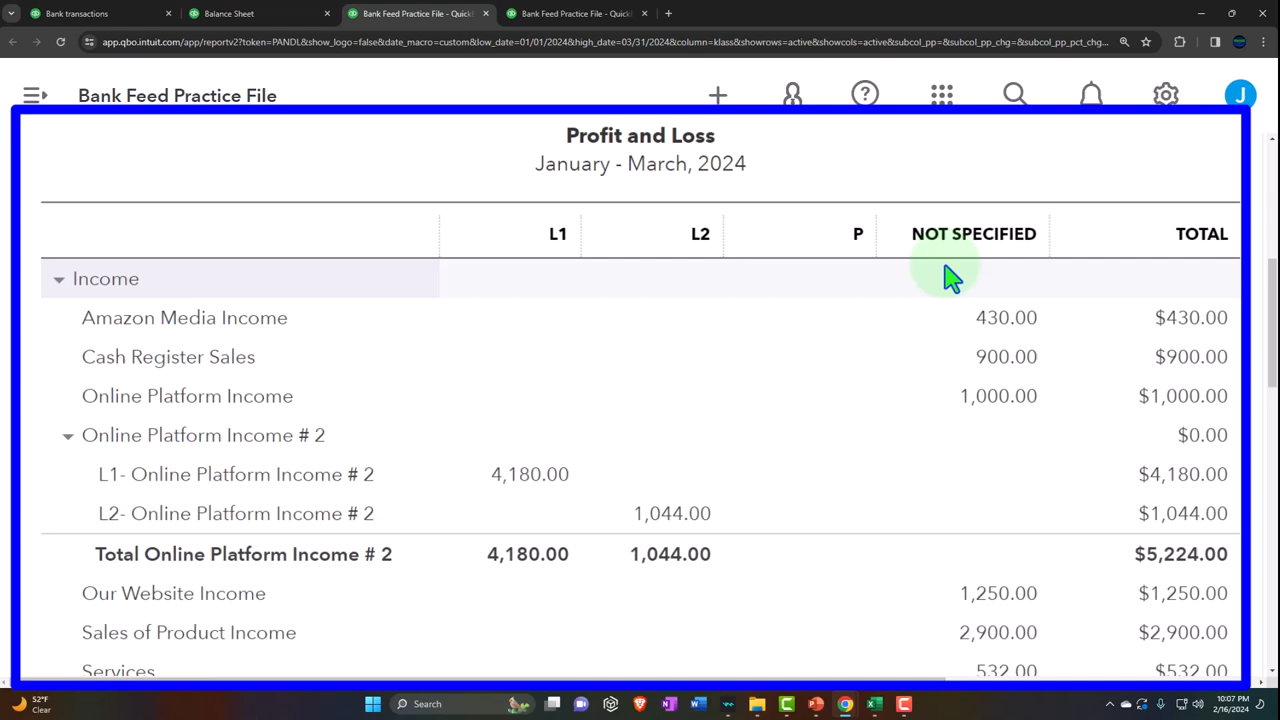 Bank transactions
Balance Sheet
Bank Feed Practice File - QuickB
Bank Feed Practice File - QuickB
app.qbo.intuit.com/app/reportv2?token=PANDL&show_logo=false&date_macro=custom&low_date=01/01/2024&high_date=03/31/2024&column=klass&showrows=active&showcols=active&subcol_pp=&subcol_pp_chg=&subcol_pp_pct_chg...
Bank Feed Practice File
J
Profit and Loss
January - March, 2024
L1 L2 P NOT SPECIFIED TOTAL
Income
Amazon Media Income 430.00 $430.00
Cash Register Sales 900.00 $900.00
Online Platform Income 1,000.00 $1,000.00
Online Platform Income # 2 $0.00
L1- Online Platform Income # 2 4,180.00 $4,180.00
L2- Online Platform Income # 2 1,044.00 $1,044.00
Total Online Platform Income # 2 4,180.00 1,044.00 $5,224.00
Our Website Income 1,250.00 $1,250.00
Sales of Product Income 2,900.00 $2,900.00
Services 532.00 $532.00
52°F
Clear
Search
10:07 PM
2/16/2024